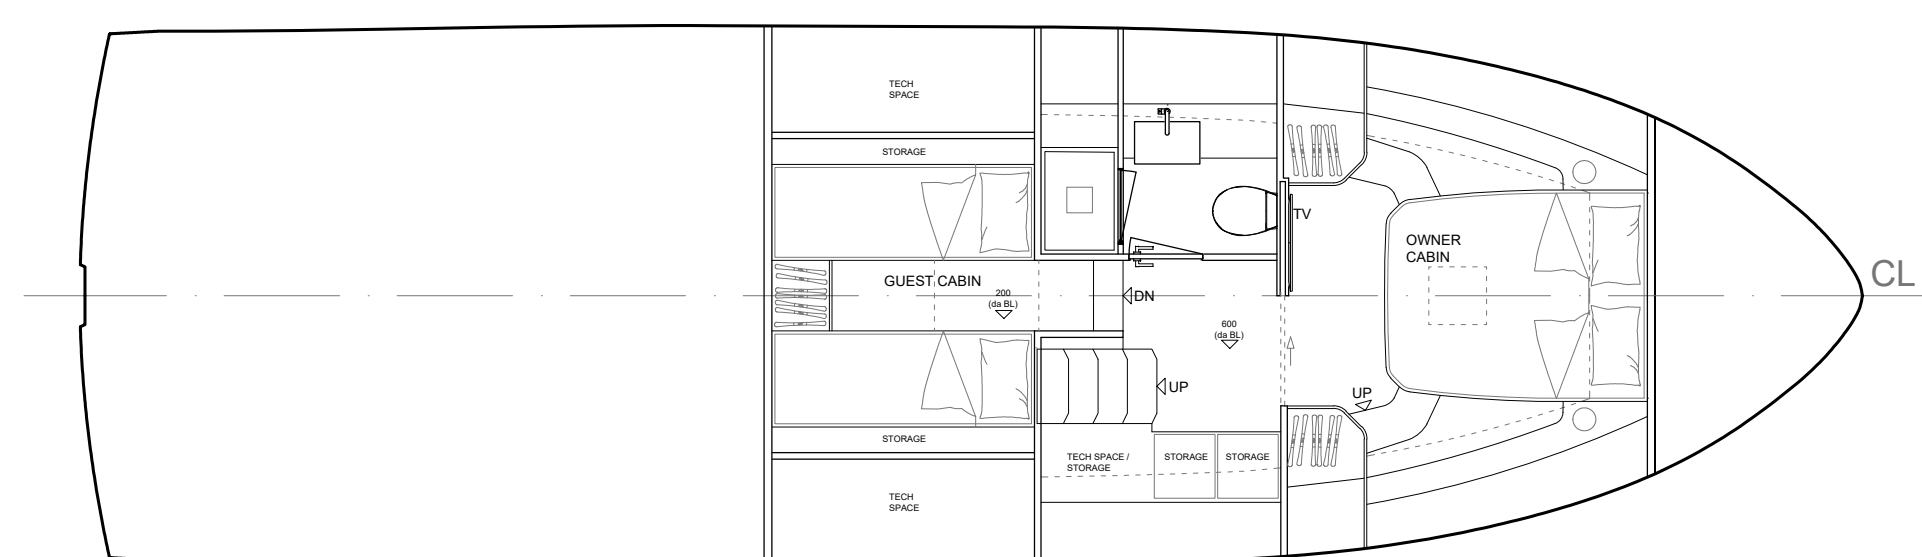 TECH
SPACE
STORAGE
TV
OWNER
CABIN
CL
GUEST CABIN
200
(da BL)
DN
600
(da BL)
UP
UP
STORAGE
TECH SPACE /
STORAGE
STORAGE
STORAGE
TECH
SPACE